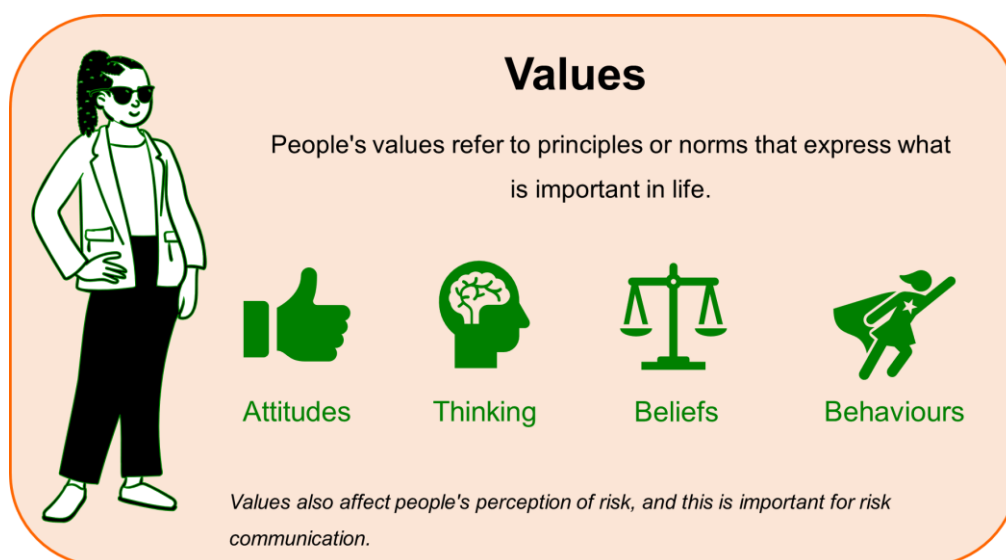 Values
People's values refer to principles or norms that express what
is important in life.
Attitudes
Thinking
Beliefs
Behaviours
Values also affect people's perception of risk, and this is important for risk
communication.